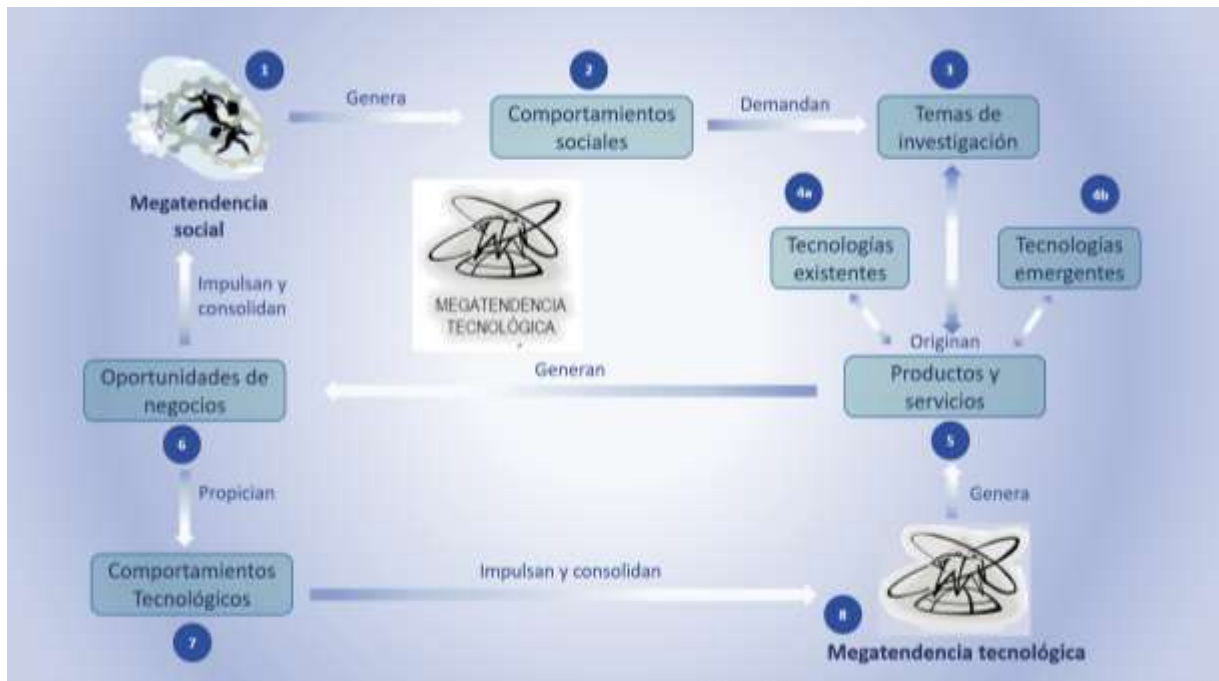 1
Genera
2
Comportamientos
sociales
Demandan
3
Temas de
investigación
Megatendencia
social
4a
Tecnologías
existentes
4b
Tecnologías
emergentes
MEGATENDENCIA
TECNOLÓGICA
Impulsan y
consolidan
Originan
Oportunidades de
negocios
6
Generan
Productos y
servicios
5
Propician
Genera
Comportamientos
Tecnológicos
7
Impulsan y consolidan
8
Megatendencia tecnológica